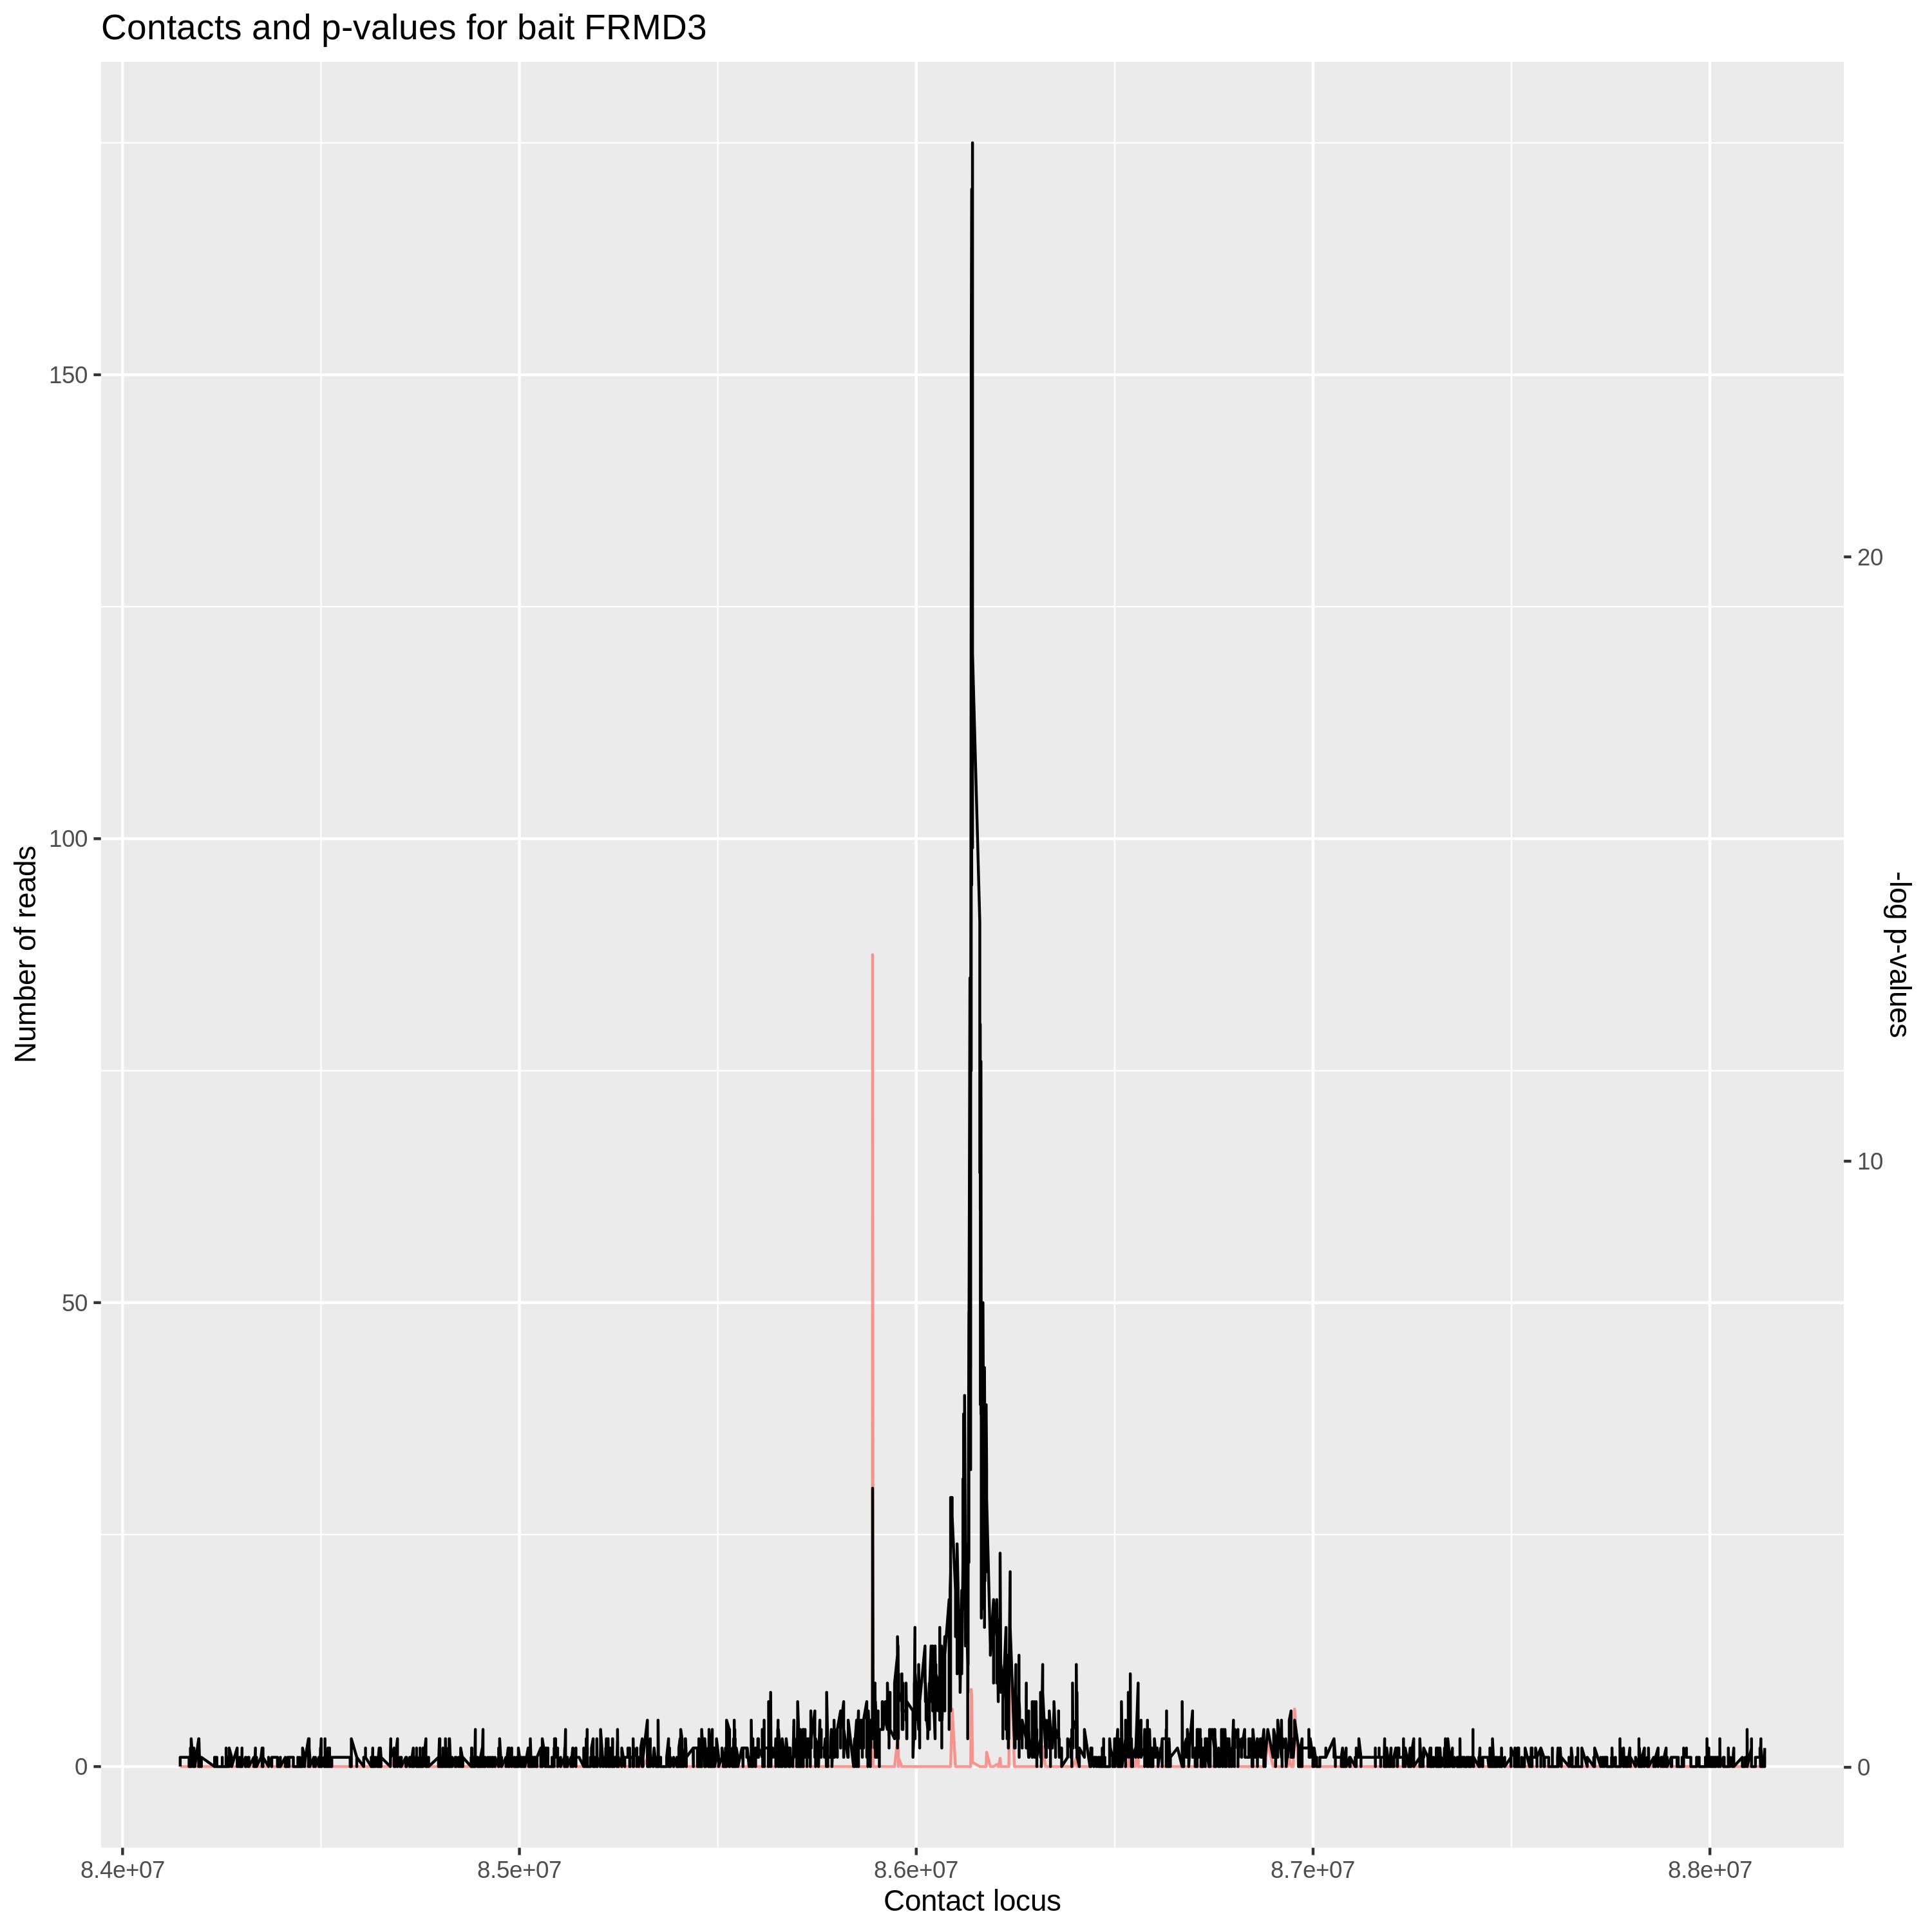 Contacts and p-values for bait FRMD3
150
100
50
0
Number of reads
20
10
0
-log p-values
8.4e+07
8.5e+07
8.6e+07
8.7e+07
8.8e+07
Contact locus